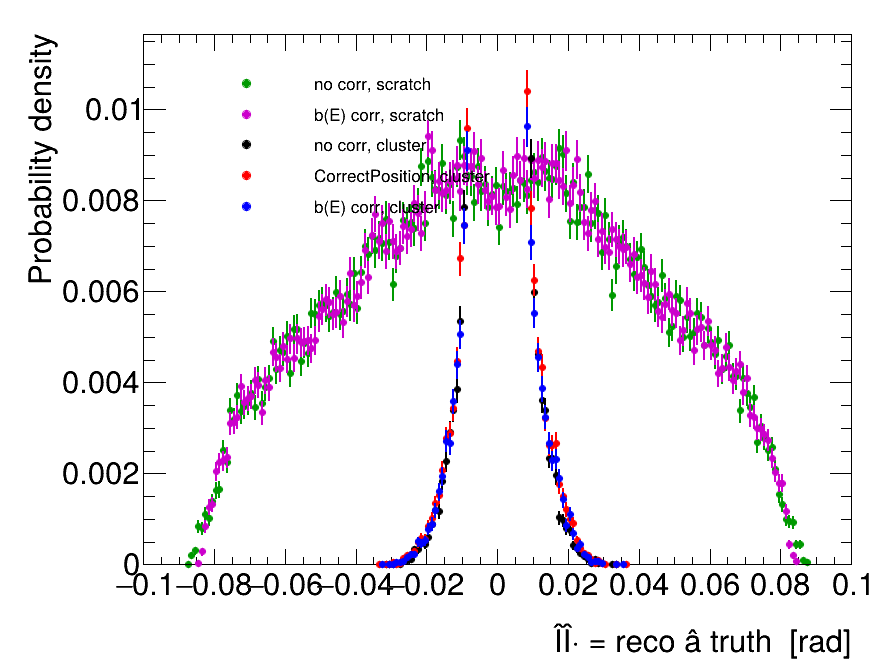 Probability density
no corr, scratch
b(E) corr, scratch
no corr, cluster
CorrectPosition, cluster
b(E) corr, cluster
0.01
0.008
0.006
0.004
0.002
0
−0.1 −0.08 −0.06 −0.04 −0.02 0 0.02 0.04 0.06 0.08 0.1
ÎÎ· = reco â truth [rad]